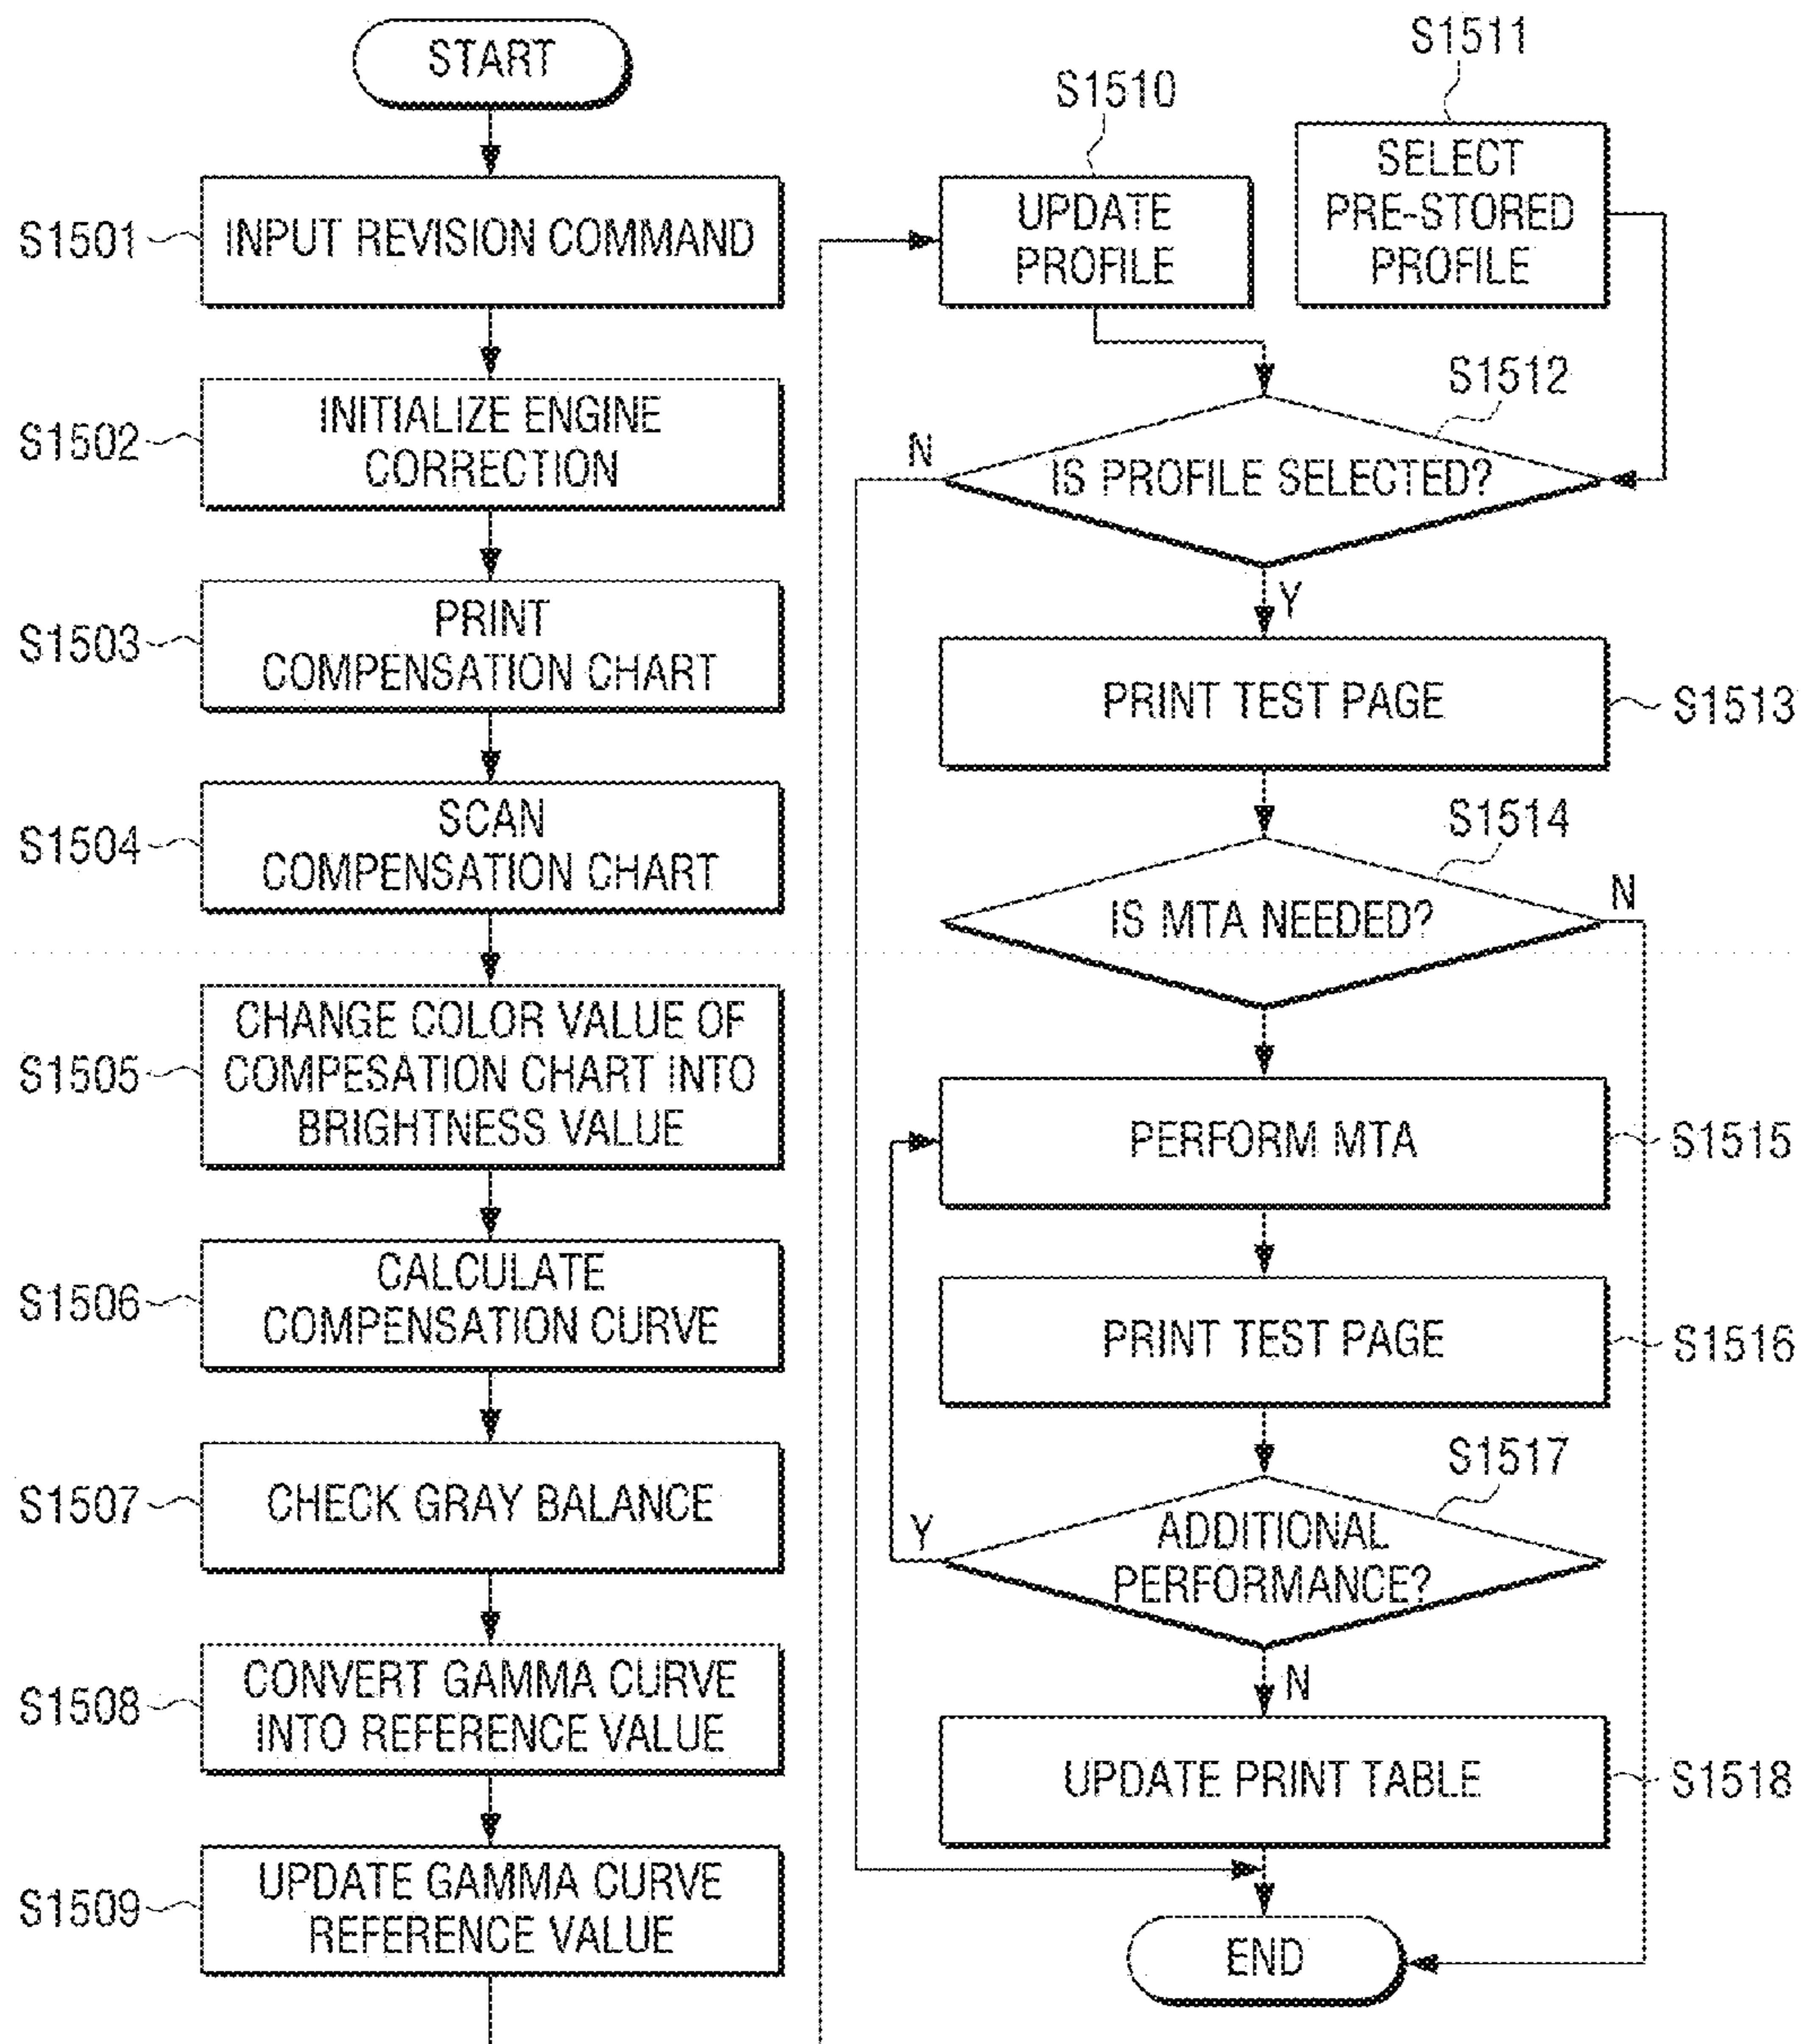 START
S1501
INPUT REVISION COMMAND
S1502
INITIALIZE ENGINE
CORRECTION
S1503
PRINT
COMPENSATION CHART
S1504
SCAN
COMPENSATION CHART
S1505
CHANGE COLOR VALUE OF
COMPESATION CHART INTO
BRIGHTNESS VALUE
S1506
CALCULATE
COMPENSATION CURVE
S1507
CHECK GRAY BALANCE
S1508
CONVERT GAMMA CURVE
INTO REFERENCE VALUE
S1509
UPDATE GAMMA CURVE
REFERENCE VALUE
S1510
UPDATE
PROFILE
S1511
SELECT
PRE-STORED
PROFILE
S1512
N
IS PROFILE SELECTED?
Y
PRINT TEST PAGE
S1513
S1514
IS MTA NEEDED?
N
PERFORM MTA
S1515
PRINT TEST PAGE
S1516
S1517
Y
ADDITIONAL
PERFORMANCE?
N
UPDATE PRINT TABLE
S1518
END